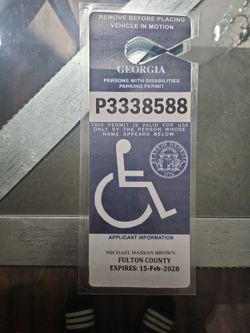 REMOVE BEFORE PLACING
VEHICLE IN MOTION
GEORGIA
PERSONS WITH DISABILITIES
PARKING PERMIT
P3338588
THIS PERMIT IS VALID FOR USE
ONLY BY THE PERSON WHOSE
NAME APPEARS BELOW
APPLICANT INFORMATION
MICHAEL HASSAN BROWN
FULTON COUNTY
EXPIRES: 15-Feb-2028